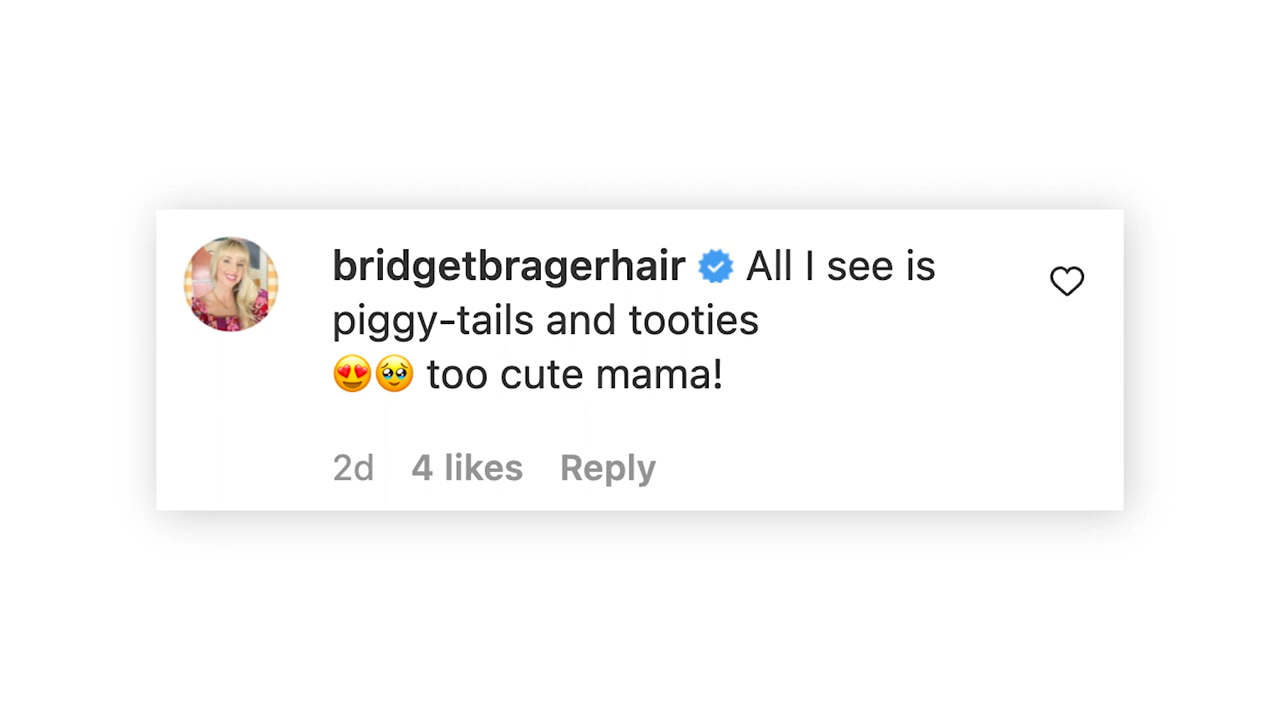 bridgetbragerhair All I see is
piggy-tails and tooties
😍🥹 too cute mama!
2d 4 likes Reply